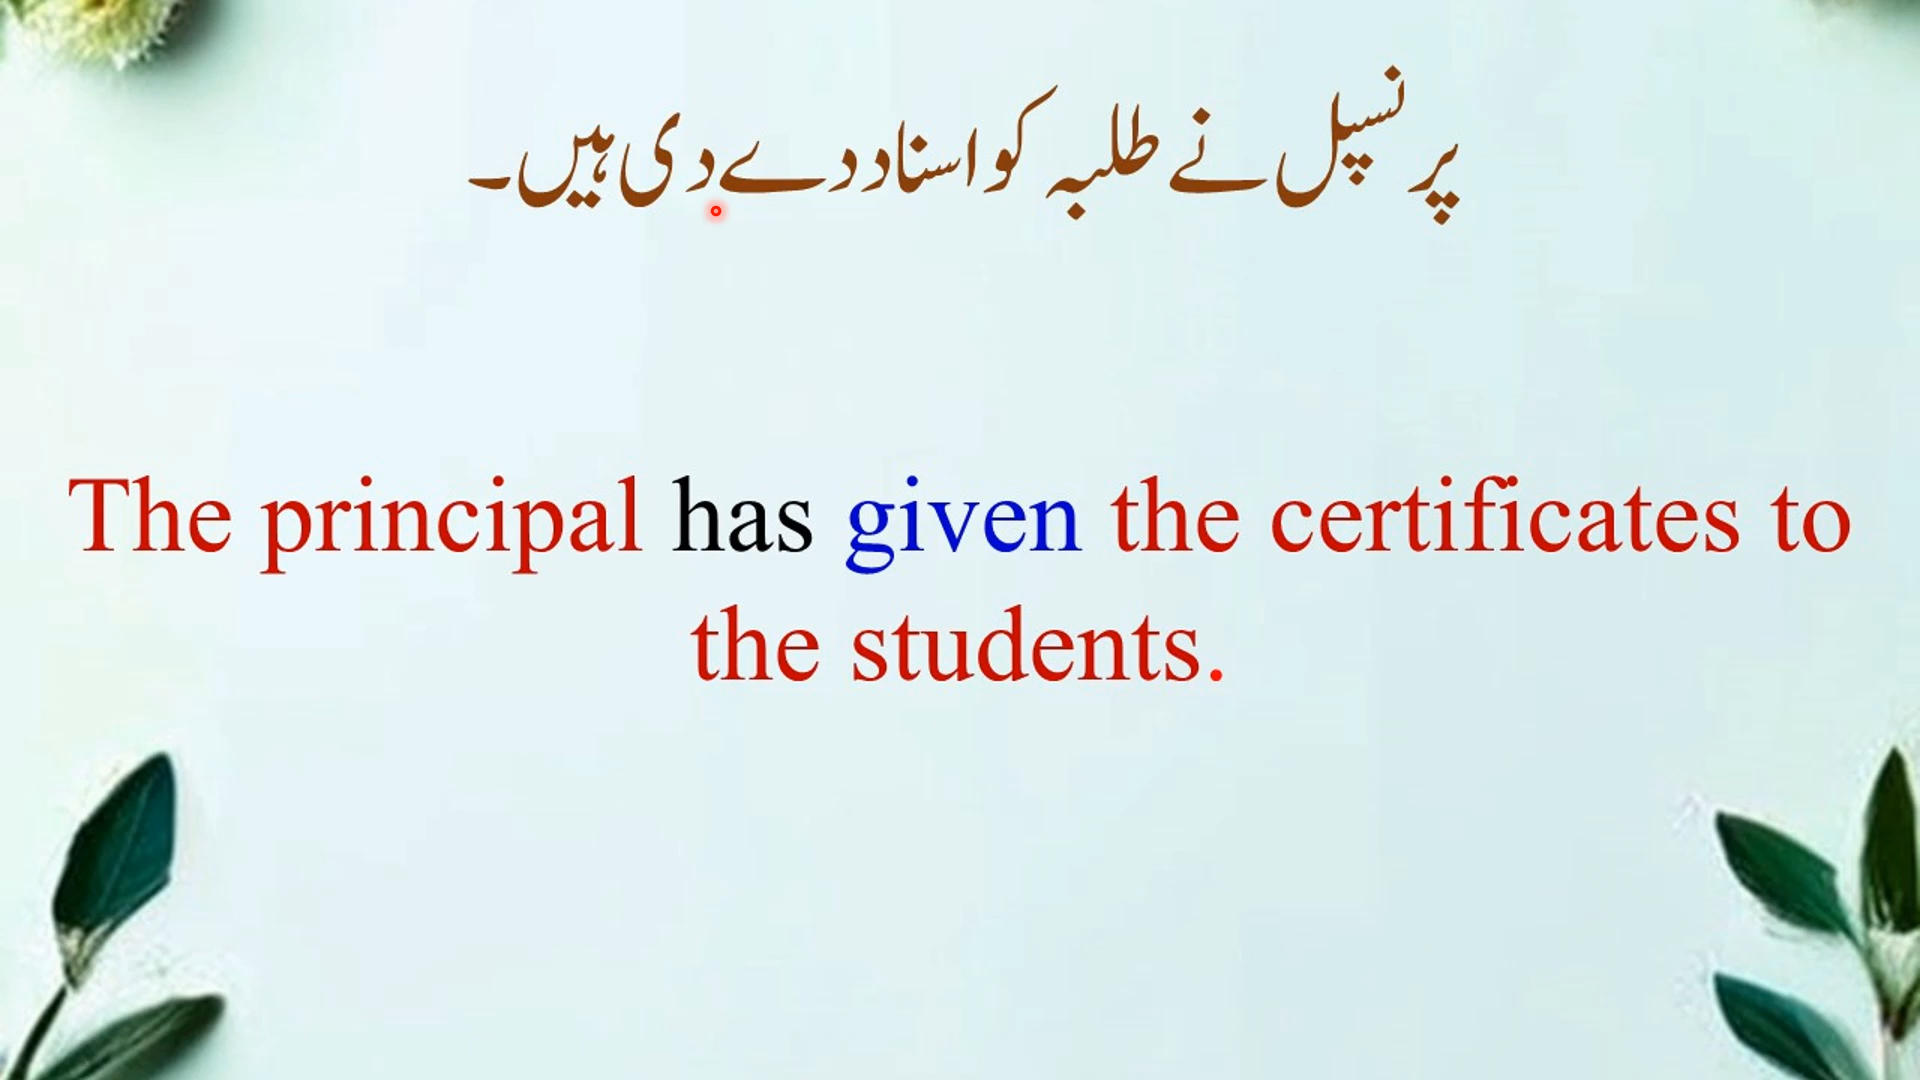 پرنسپل نے طلبہ کو اسناد دے دی ہیں۔
The principal has given the certificates to
the students.